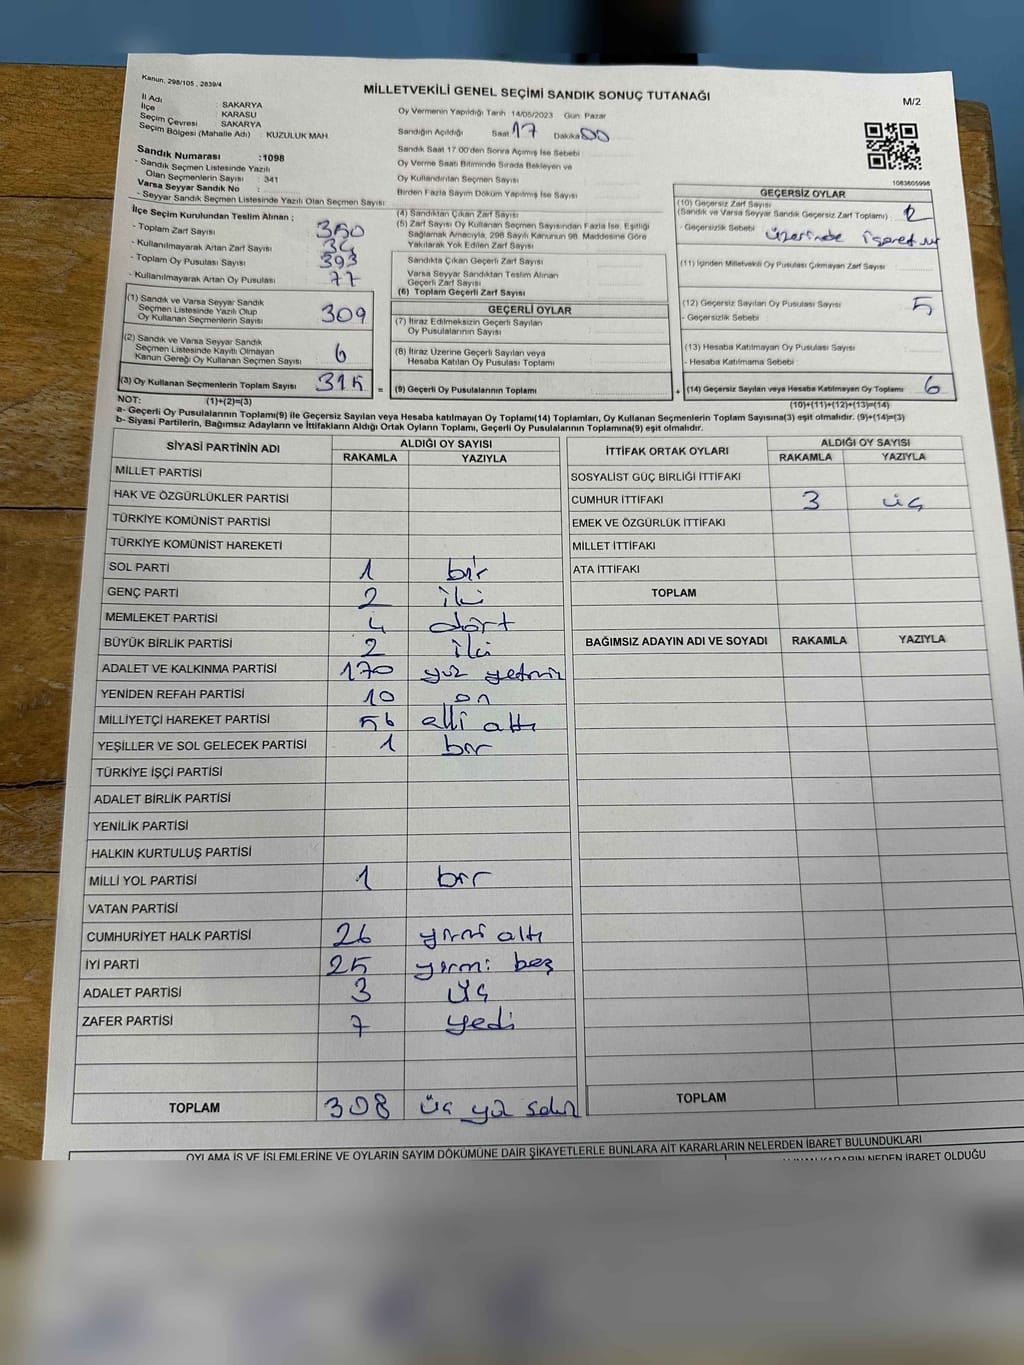 Kanun, 298/105, 2839/4
MİLLETVEKİLİ GENEL SEÇİMİ SANDIK SONUÇ TUTANAĞI
M/2
İl Adı : SAKARYA
İlçe : KARASU
Seçim Çevresi : SAKARYA
Seçim Bölgesi (Mahalle Adı) : KUZULUK MAH.
Sandık Numarası :1098
- Sandık Seçmen Listesinde Yazılı
Olan Seçmenlerin Sayısı : 341
Varsa Seyyar Sandık No :
- Seyyar Sandık Seçmen Listesinde Yazılı Olan Seçmen Sayısı
Oy Vermenin Yapıldığı Tarih 14/05/2023 Gün Pazar
Sandığın Açıldığı Saat 17 Dakika 00
Sandık Saat 17:00'den Sonra Açılmış İse Sebebi
Oy Verme Saati Bitiminde Sırada Bekleyen ve
Oy Kullandırılan Seçmen Sayısı
Birden Fazla Sayım Döküm Yapılmış İse Sayısı
1083605998
İlçe Seçim Kurulundan Teslim Alınan ;
- Toplam Zarf Sayısı 350
- Kullanılmayarak Artan Zarf Sayısı 34
- Toplam Oy Pusulası Sayısı 393
- Kullanılmayarak Artan Oy Pusulası 77
(1) Sandık ve Varsa Seyyar Sandık
Seçmen Listesinde Yazılı Olup
Oy Kullanan Seçmenlerin Sayısı 309
(2) Sandık ve Varsa Seyyar Sandık
Seçmen Listesinde Kayıtlı Olmayan
Kanun Gereği Oy Kullanan Seçmen Sayısı 6
(3) Oy Kullanan Seçmenlerin Toplam Sayısı 315 =
(4) Sandıktan Çıkan Zarf Sayısı
(5) Zarf Sayısı Oy Kullanan Seçmen Sayısından Fazla İse, Eşitliği
Sağlamak Amacıyla, 298 Sayılı Kanunun 98. Maddesine Göre
Yakılarak Yok Edilen Zarf Sayısı
Sandıkta Çıkan Geçerli Zarf Sayısı
Varsa Seyyar Sandıktan Teslim Alınan
Geçerli Zarf Sayısı
(6) Toplam Geçerli Zarf Sayısı
GEÇERLİ OYLAR
(7) İtiraz Edilmeksizin Geçerli Sayılan
Oy Pusulalarının Sayısı
(8) İtiraz Üzerine Geçerli Sayılan veya
Hesaba Katılan Oy Pusulası Toplamı
(9) Geçerli Oy Pusulalarının Toplamı +
GEÇERSİZ OYLAR
(10) Geçersiz Zarf Sayısı
(Sandık ve Varsa Seyyar Sandık Geçersiz Zarf Toplamı)
- Geçersizlik Sebebi : üzerinde işaret var
(11) İçinden Milletvekili Oy Pusulası Çıkmayan Zarf Sayısı
(12) Geçersiz Sayılan Oy Pusulası Sayısı 5
- Geçersizlik Sebebi :
(13) Hesaba Katılmayan Oy Pusulası Sayısı
- Hesaba Katılmama Sebebi
(14) Geçersiz Sayılan veya Hesaba Katılmayan Oy Toplamı 6
NOT: (1)+(2)=(3) (10)+(11)+(12)+(13)=(14)
a- Geçerli Oy Pusulalarının Toplamı(9) ile Geçersiz Sayılan veya Hesaba katılmayan Oy Toplamı(14) Toplamları, Oy Kullanan Seçmenlerin Toplam Sayısına(3) eşit olmalıdır. (9)+(14)=(3)
b- Siyasi Partilerin, Bağımsız Adayların ve İttifakların Aldığı Ortak Oyların Toplamı, Geçerli Oy Pusulalarının Toplamına(9) eşit olmalıdır.
SİYASİ PARTİNİN ADI ALDIĞI OY SAYISI
RAKAMLA YAZIYLA
MİLLET PARTİSİ
HAK VE ÖZGÜRLÜKLER PARTİSİ
TÜRKİYE KOMÜNİST PARTİSİ
TÜRKİYE KOMÜNİST HAREKETİ
SOL PARTİ 1 bir
GENÇ PARTİ 2 iki
MEMLEKET PARTİSİ 4 dört
BÜYÜK BİRLİK PARTİSİ 2 iki
ADALET VE KALKINMA PARTİSİ 170 yüz yetmiş
YENİDEN REFAH PARTİSİ 10 on
MİLLİYETÇİ HAREKET PARTİSİ 56 elli altı
YEŞİLLER VE SOL GELECEK PARTİSİ 1 bir
TÜRKİYE İŞÇİ PARTİSİ
ADALET BİRLİK PARTİSİ
YENİLİK PARTİSİ
HALKIN KURTULUŞ PARTİSİ
MİLLİ YOL PARTİSİ 1 bir
VATAN PARTİSİ
CUMHURİYET HALK PARTİSİ 26 yirmi altı
İYİ PARTİ 25 yirmi beş
ADALET PARTİSİ 3 üç
ZAFER PARTİSİ 7 yedi
TOPLAM 308 üç yüz sekiz
İTTİFAK ORTAK OYLARI ALDIĞI OY SAYISI
RAKAMLA YAZIYLA
SOSYALİST GÜÇ BİRLİĞİ İTTİFAKI
CUMHUR İTTİFAKI 3 üç
EMEK VE ÖZGÜRLÜK İTTİFAKI
MİLLET İTTİFAKI
ATA İTTİFAKI
TOPLAM
BAĞIMSIZ ADAYIN ADI VE SOYADI RAKAMLA YAZIYLA
TOPLAM
OYLAMA İŞ VE İŞLEMLERİNE VE OYLARIN SAYIM DÖKÜMÜNE DAİR ŞİKAYETLERLE BUNLARA AİT KARARLARIN NELERDEN İBARET BULUNDUKLARI
KARARIN NEDEN İBARET OLDUĞU